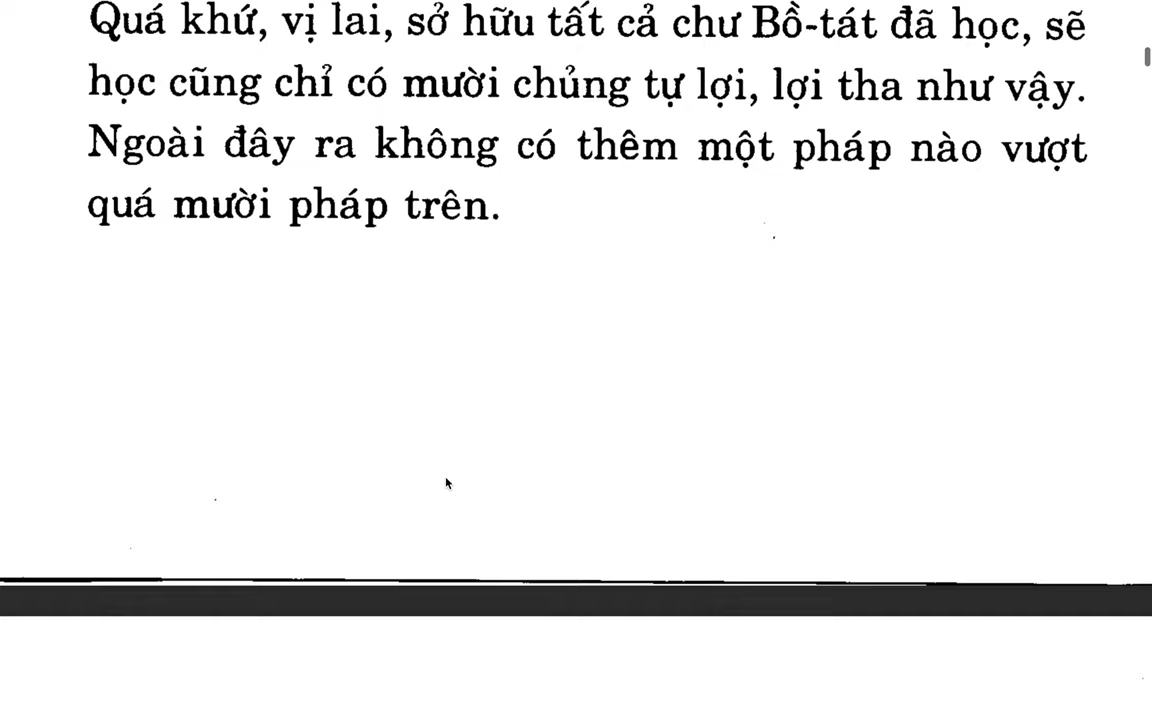 Quá khứ, vị lai, sở hữu tất cả chư Bồ-tát đã học, sẽ
học cũng chỉ có mười chủng tự lợi, lợi tha như vậy.
Ngoài đây ra không có thêm một pháp nào vượt
quá mười pháp trên.